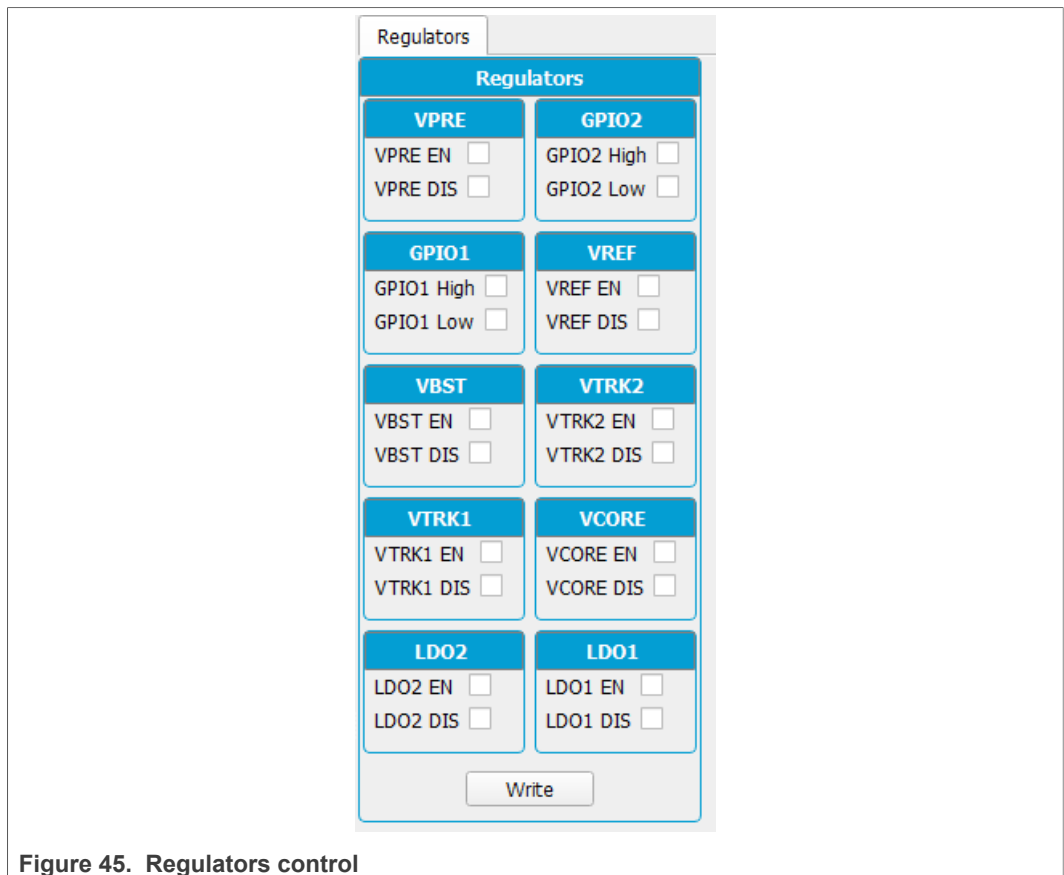 Regulators
Regulators
VPRE
VPRE EN
VPRE DIS
GPIO2
GPIO2 High
GPIO2 Low
GPIO1
GPIO1 High
GPIO1 Low
VREF
VREF EN
VREF DIS
VBST
VBST EN
VBST DIS
VTRK2
VTRK2 EN
VTRK2 DIS
VTRK1
VTRK1 EN
VTRK1 DIS
VCORE
VCORE EN
VCORE DIS
LDO2
LDO2 EN
LDO2 DIS
LDO1
LDO1 EN
LDO1 DIS
Write
Figure 45. Regulators control